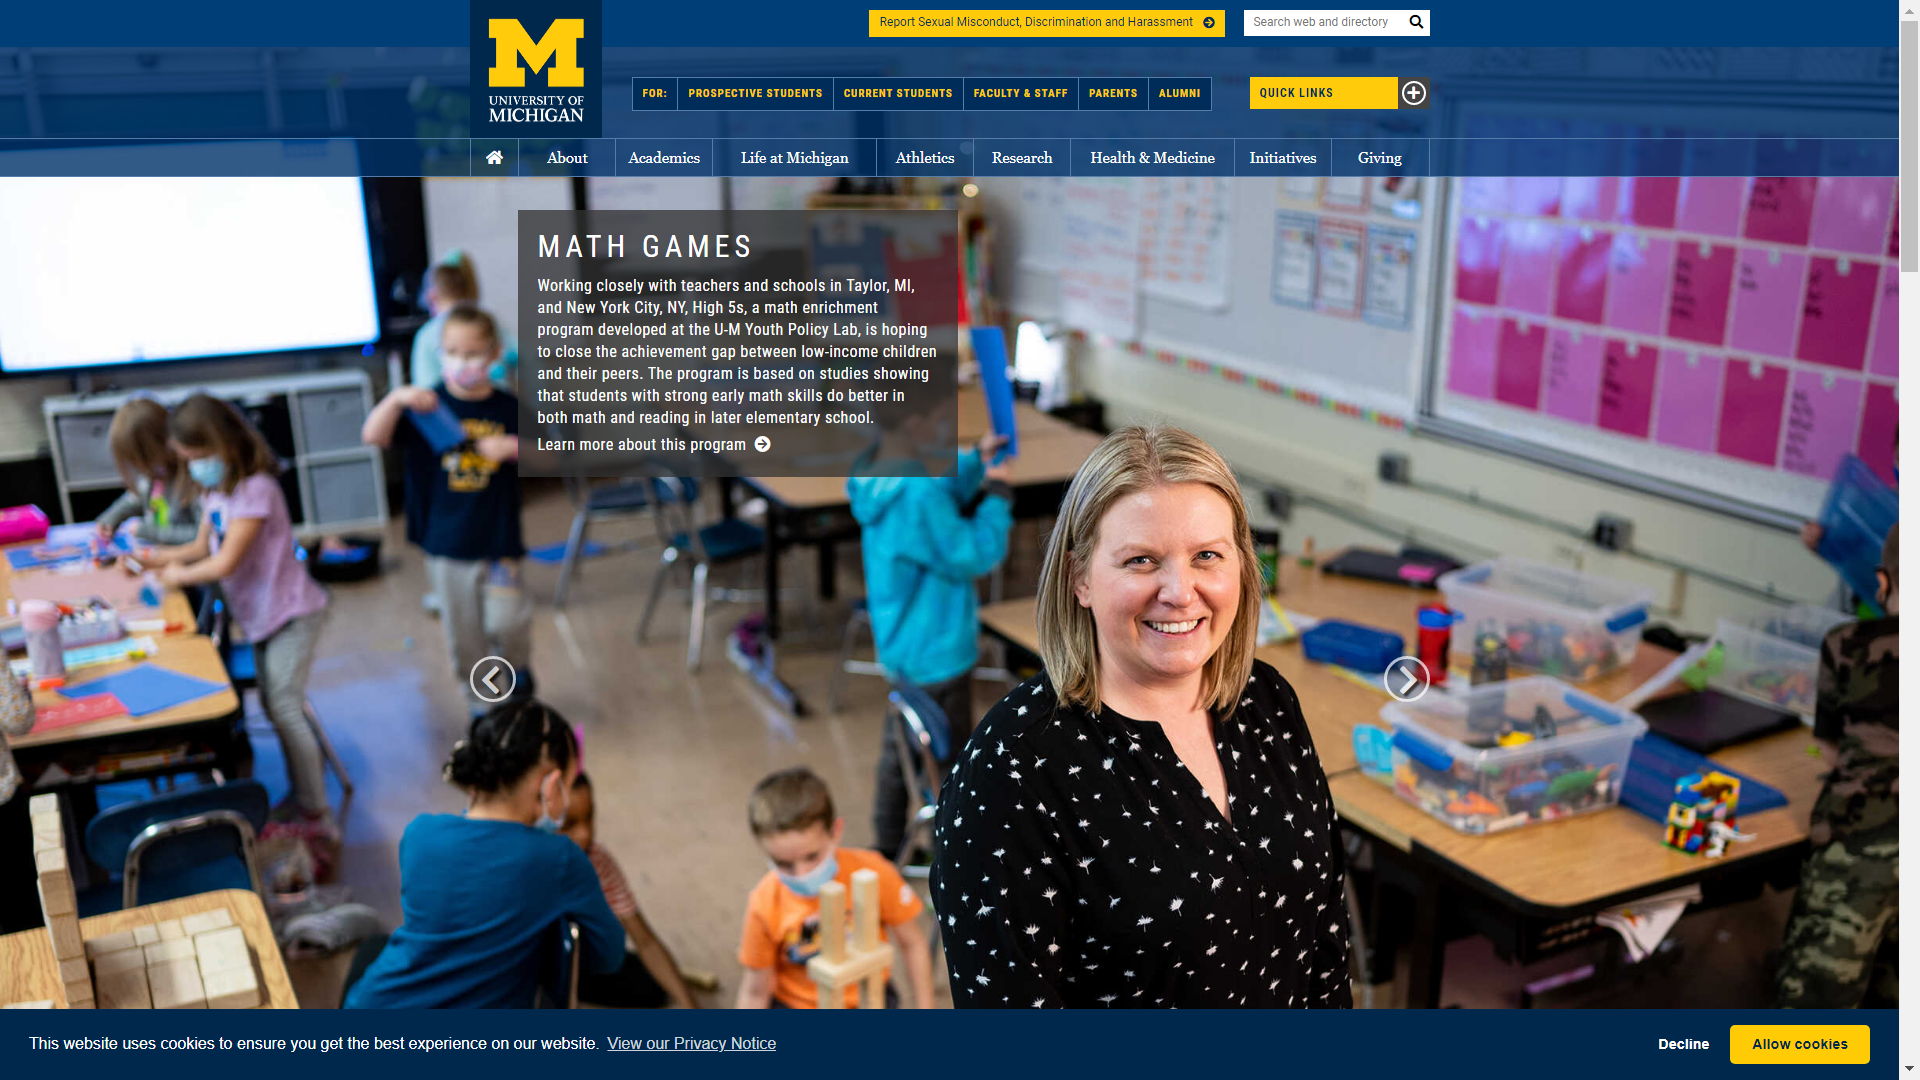 Report Sexual Misconduct, Discrimination and Harassment
Search web and directory
UNIVERSITY OF
MICHIGAN
FOR:
PROSPECTIVE STUDENTS
CURRENT STUDENTS
FACULTY & STAFF
PARENTS
ALUMNI
QUICK LINKS
About
Academics
Life at Michigan
Athletics
Research
Health & Medicine
Initiatives
Giving
MATH GAMES
Working closely with teachers and schools in Taylor, MI,
and New York City, NY, High 5s, a math enrichment
program developed at the U-M Youth Policy Lab, is hoping
to close the achievement gap between low-income children
and their peers. The program is based on studies showing
that students with strong early math skills do better in
both math and reading in later elementary school.
Learn more about this program
This website uses cookies to ensure you get the best experience on our website. View our Privacy Notice
Decline
Allow cookies